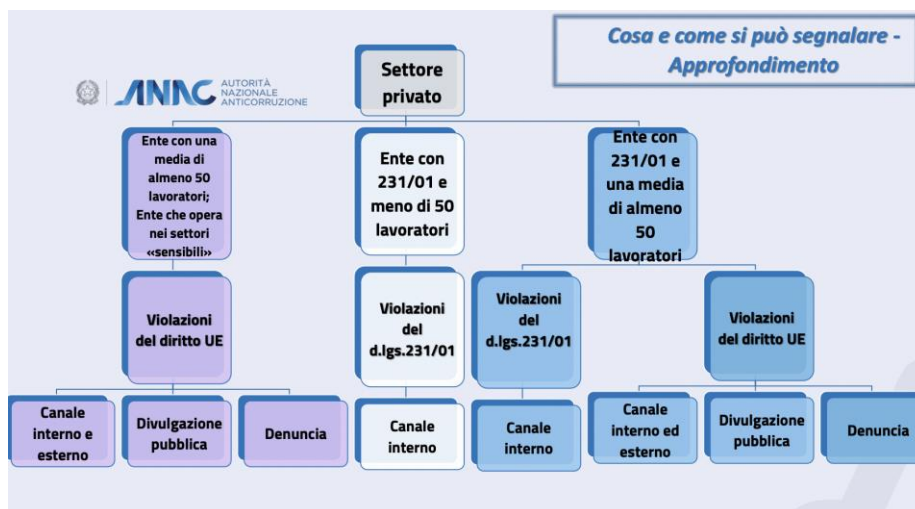 Cosa e come si può segnalare -
Approfondimento
ANAC
AUTORITÀ
NAZIONALE
ANTICORRUZIONE
Settore
privato
Ente con una
media di
almeno 50
lavoratori;
Ente che opera
nei settori
«sensibili»
Ente con
231/01 e
meno di 50
lavoratori
Ente con
231/01 e
una media
di almeno
50
lavoratori
Violazioni
del diritto UE
Violazioni
del
d.lgs.231/01
Violazioni
del
d.lgs.231/01
Violazioni
del diritto UE
Canale
interno e
esterno
Divulgazione
pubblica
Denuncia
Canale
interno
Canale
interno
Canale
interno ed
esterno
Divulgazione
pubblica
Denuncia